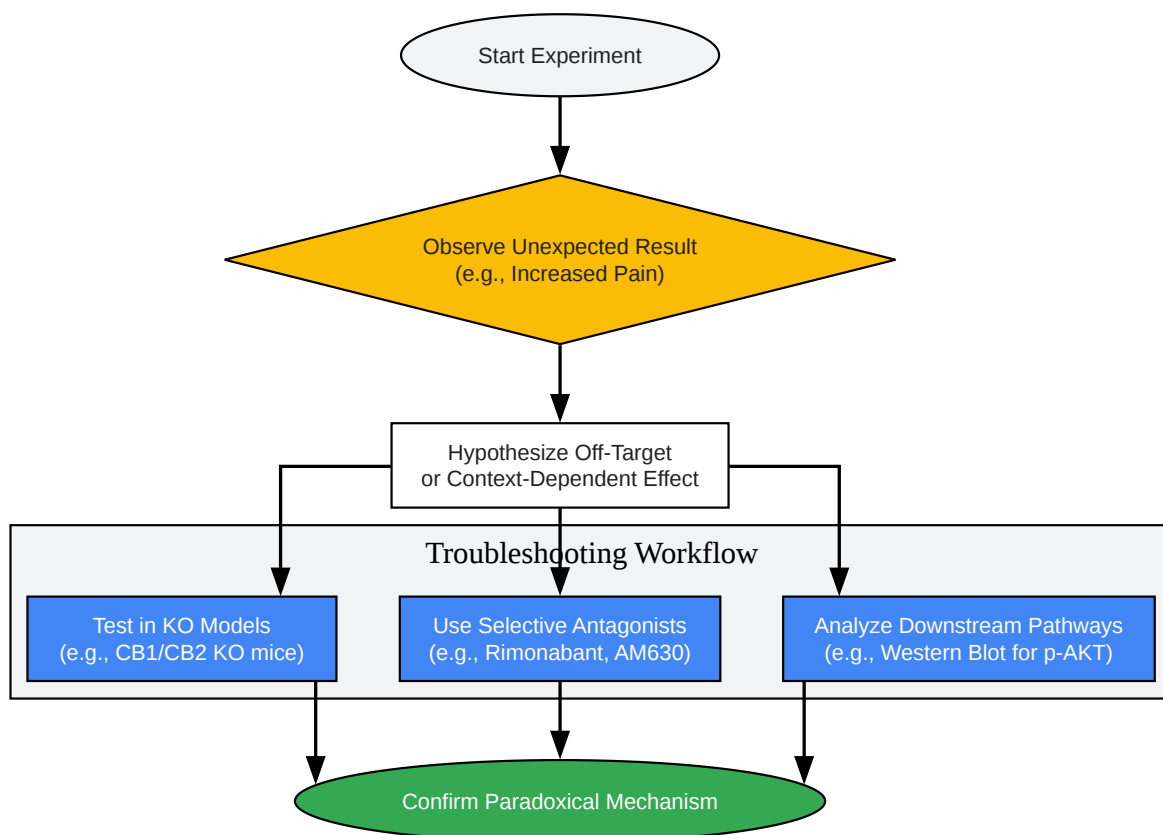 Start Experiment
Observe Unexpected Result
(e.g., Increased Pain)
Hypothesize Off-Target
or Context-Dependent Effect
Troubleshooting Workflow
Test in KO Models
(e.g., CB1/CB2 KO mice)
Use Selective Antagonists
(e.g., Rimonabant, AM630)
Analyze Downstream Pathways
(e.g., Western Blot for p-AKT)
Confirm Paradoxical Mechanism